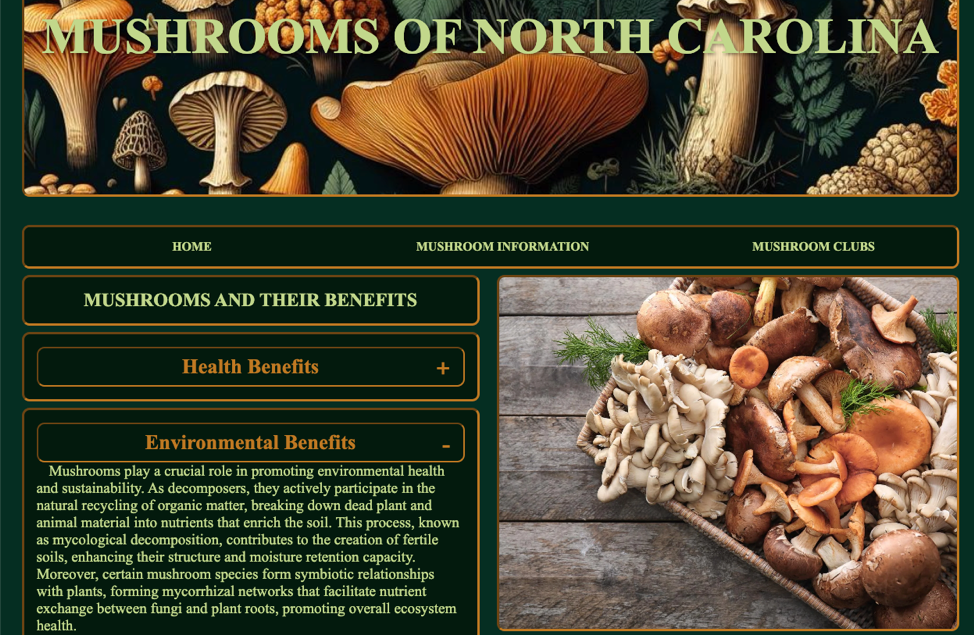 MUSHROOMS OF NORTH CAROLINA
HOME MUSHROOM INFORMATION MUSHROOM CLUBS
MUSHROOMS AND THEIR BENEFITS
Health Benefits +
Environmental Benefits -
Mushrooms play a crucial role in promoting environmental health
and sustainability. As decomposers, they actively participate in the
natural recycling of organic matter, breaking down dead plant and
animal material into nutrients that enrich the soil. This process, known
as mycological decomposition, contributes to the creation of fertile
soils, enhancing their structure and moisture retention capacity.
Moreover, certain mushroom species form symbiotic relationships
with plants, forming mycorrhizal networks that facilitate nutrient
exchange between fungi and plant roots, promoting overall ecosystem
health.